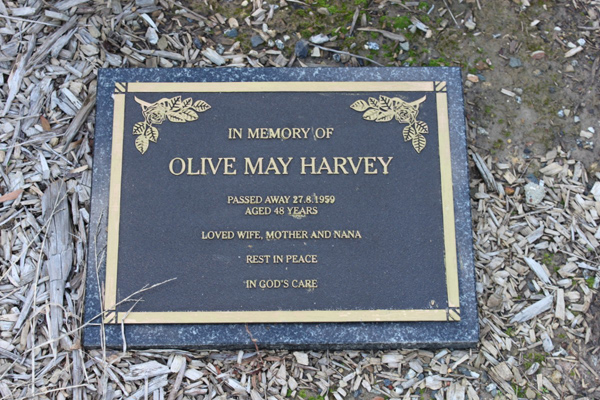 IN MEMORY OF
OLIVE MAY HARVEY
PASSED AWAY 27.8.1959
AGED 48 YEARS
LOVED WIFE, MOTHER AND NANA
REST IN PEACE
IN GOD'S CARE